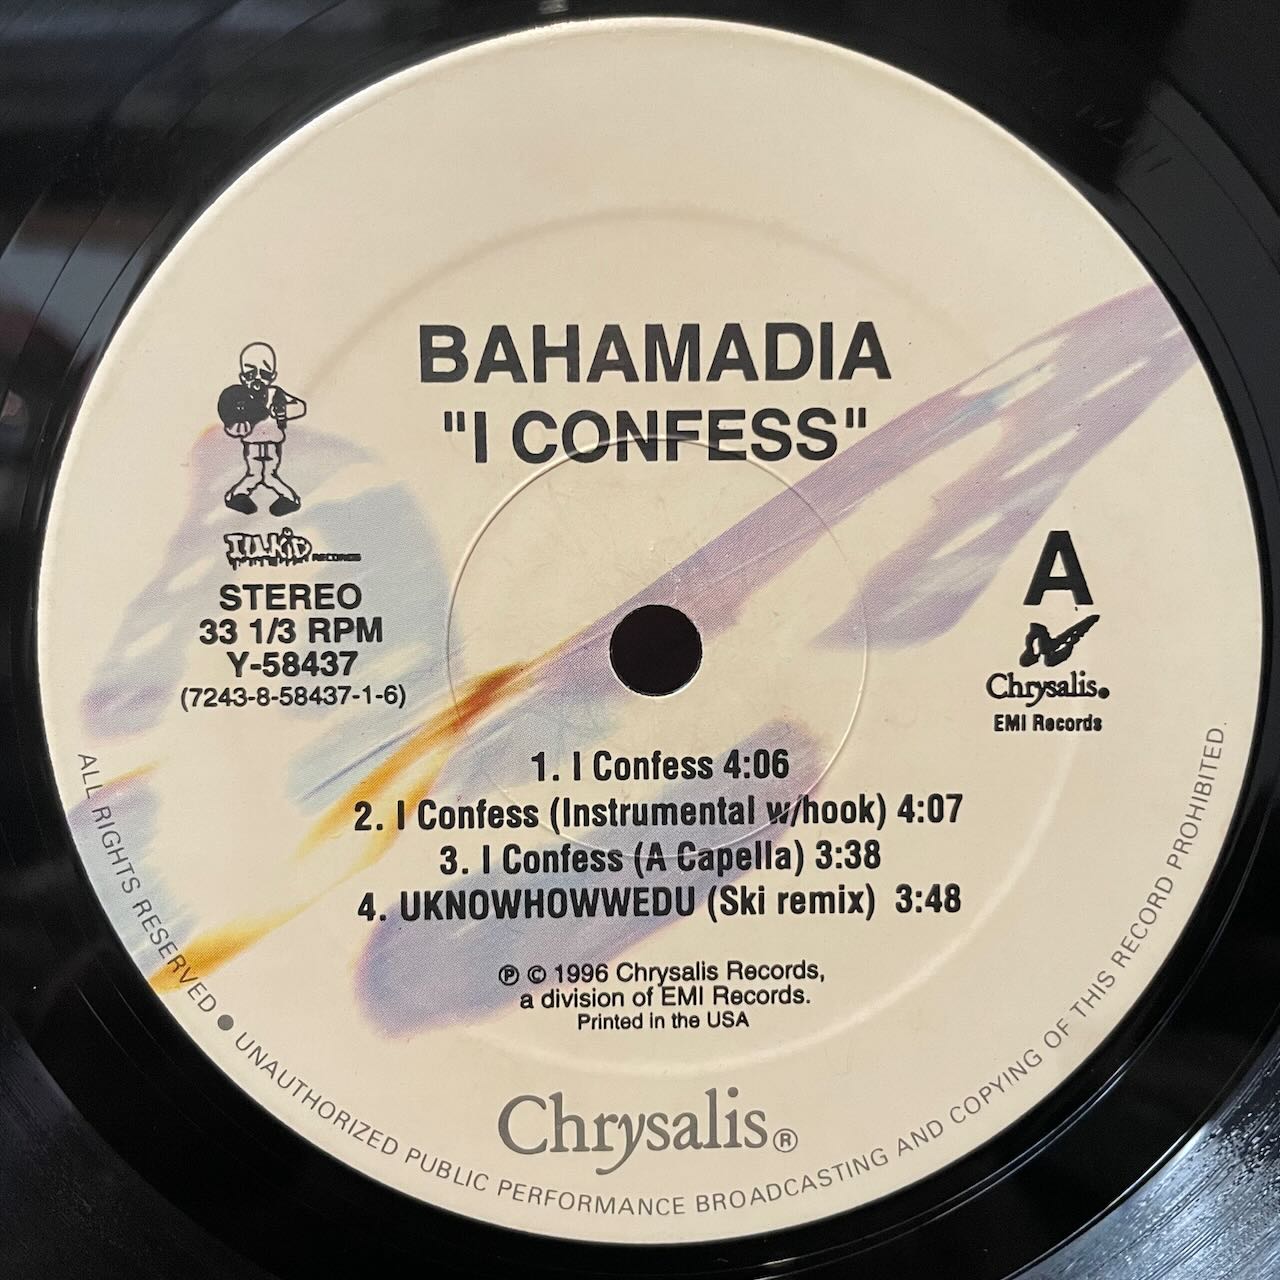 BAHAMADIA
"I CONFESS"
ILL KID RECORDS
STEREO
33 1/3 RPM
Y-58437
(7243-8-58437-1-6)
A
Chrysalis®
EMI Records
1. I Confess 4:06
2. I Confess (Instrumental w/hook) 4:07
3. I Confess (A Capella) 3:38
4. UKNOWHOWWEDU (Ski remix) 3:48
℗ © 1996 Chrysalis Records,
a division of EMI Records.
Printed in the USA
Chrysalis®
ALL RIGHTS RESERVED ● UNAUTHORIZED PUBLIC PERFORMANCE BROADCASTING AND COPYING OF THIS RECORD PROHIBITED.